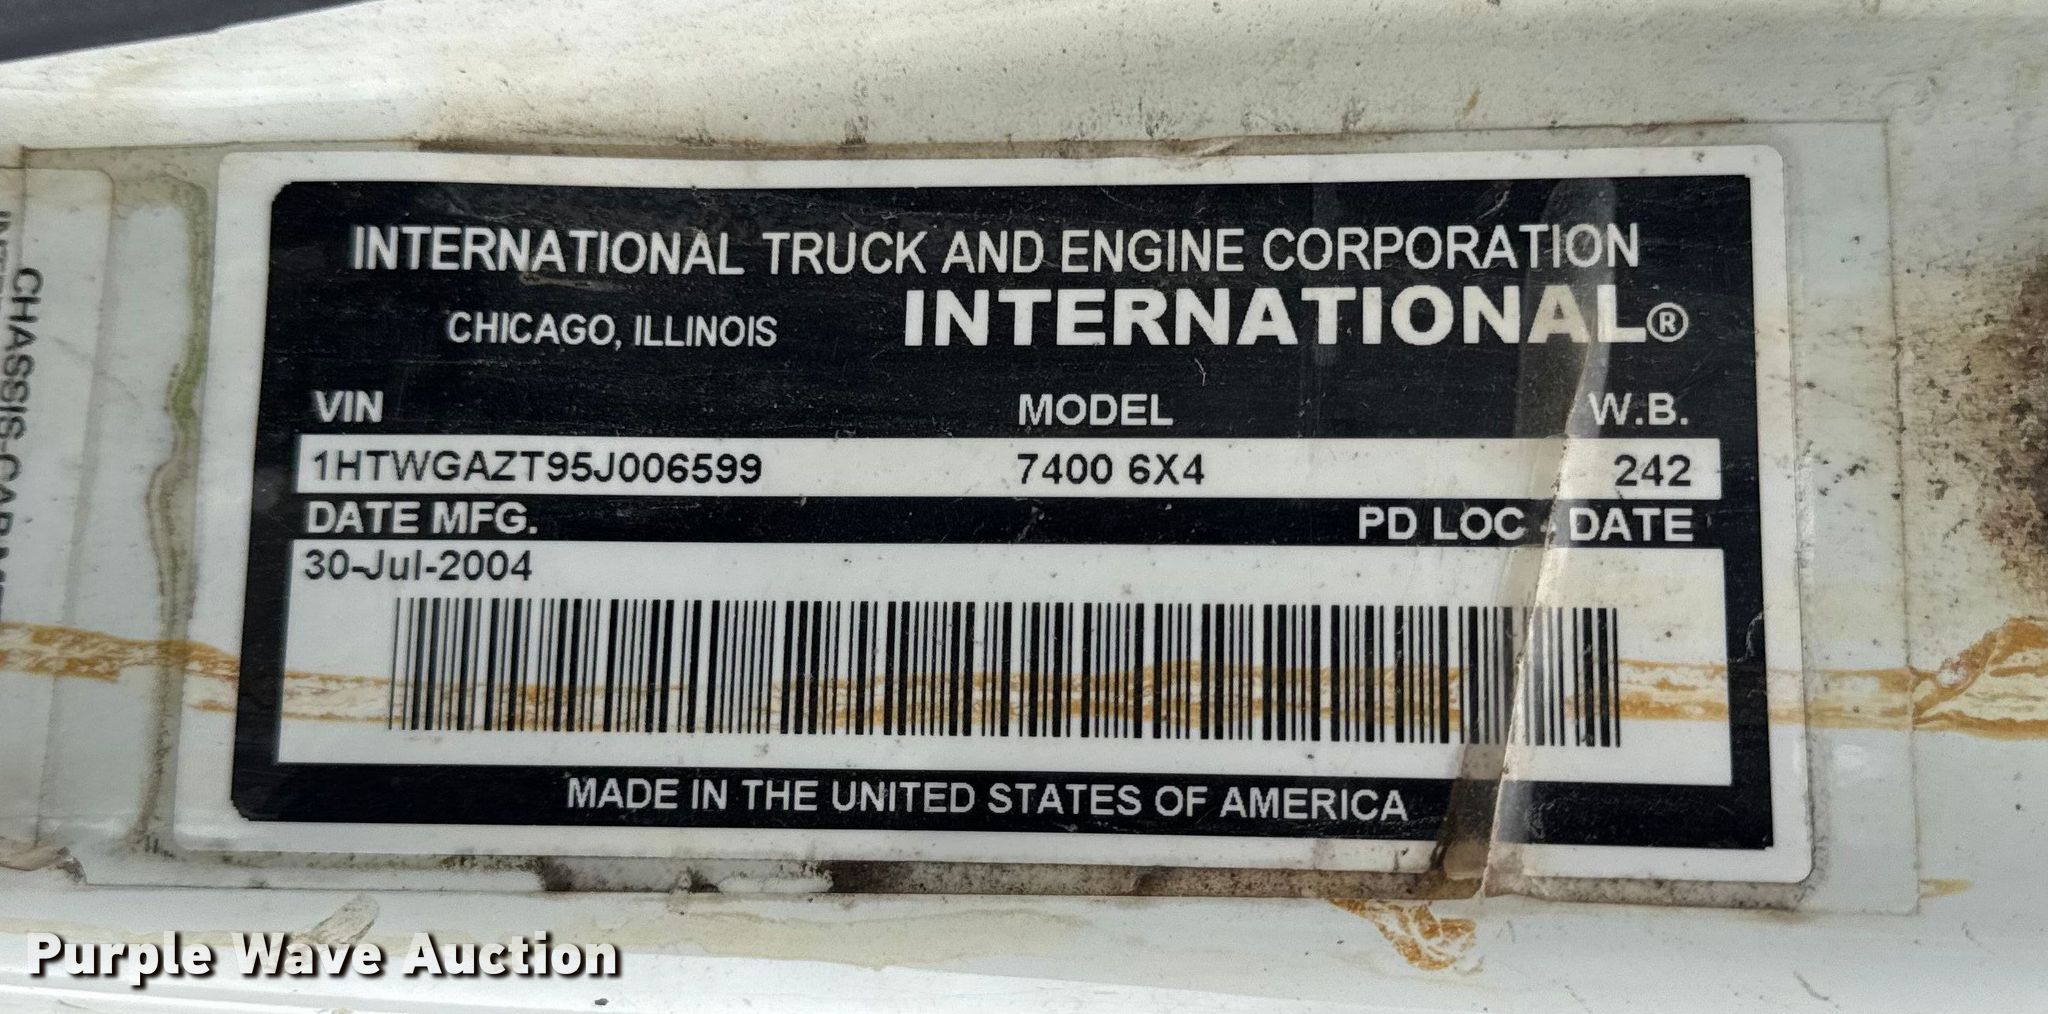 INTERNATIONAL TRUCK AND ENGINE CORPORATION
CHICAGO, ILLINOIS INTERNATIONAL®
VIN MODEL W.B.
1HTWGAZT95J006599 7400 6X4 242
DATE MFG. PD LOC - DATE
30-Jul-2004
MADE IN THE UNITED STATES OF AMERICA
CHASSIS-CAB
Purple Wave Auction